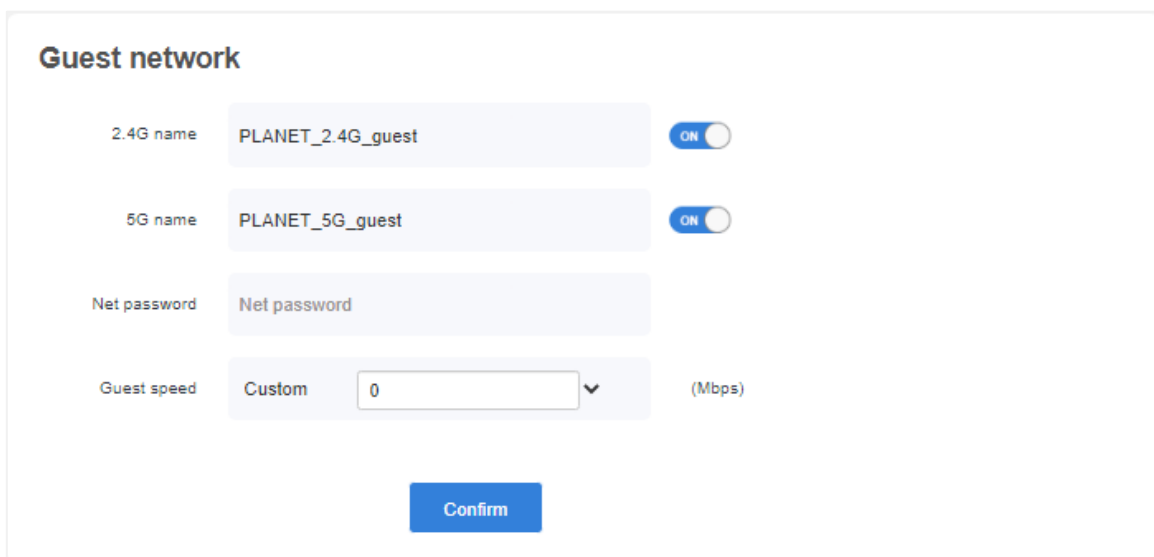 Guest network
2.4G name PLANET_2.4G_guest ON
5G name PLANET_5G_guest ON
Net password Net password
Guest speed Custom 0 (Mbps)
Confirm